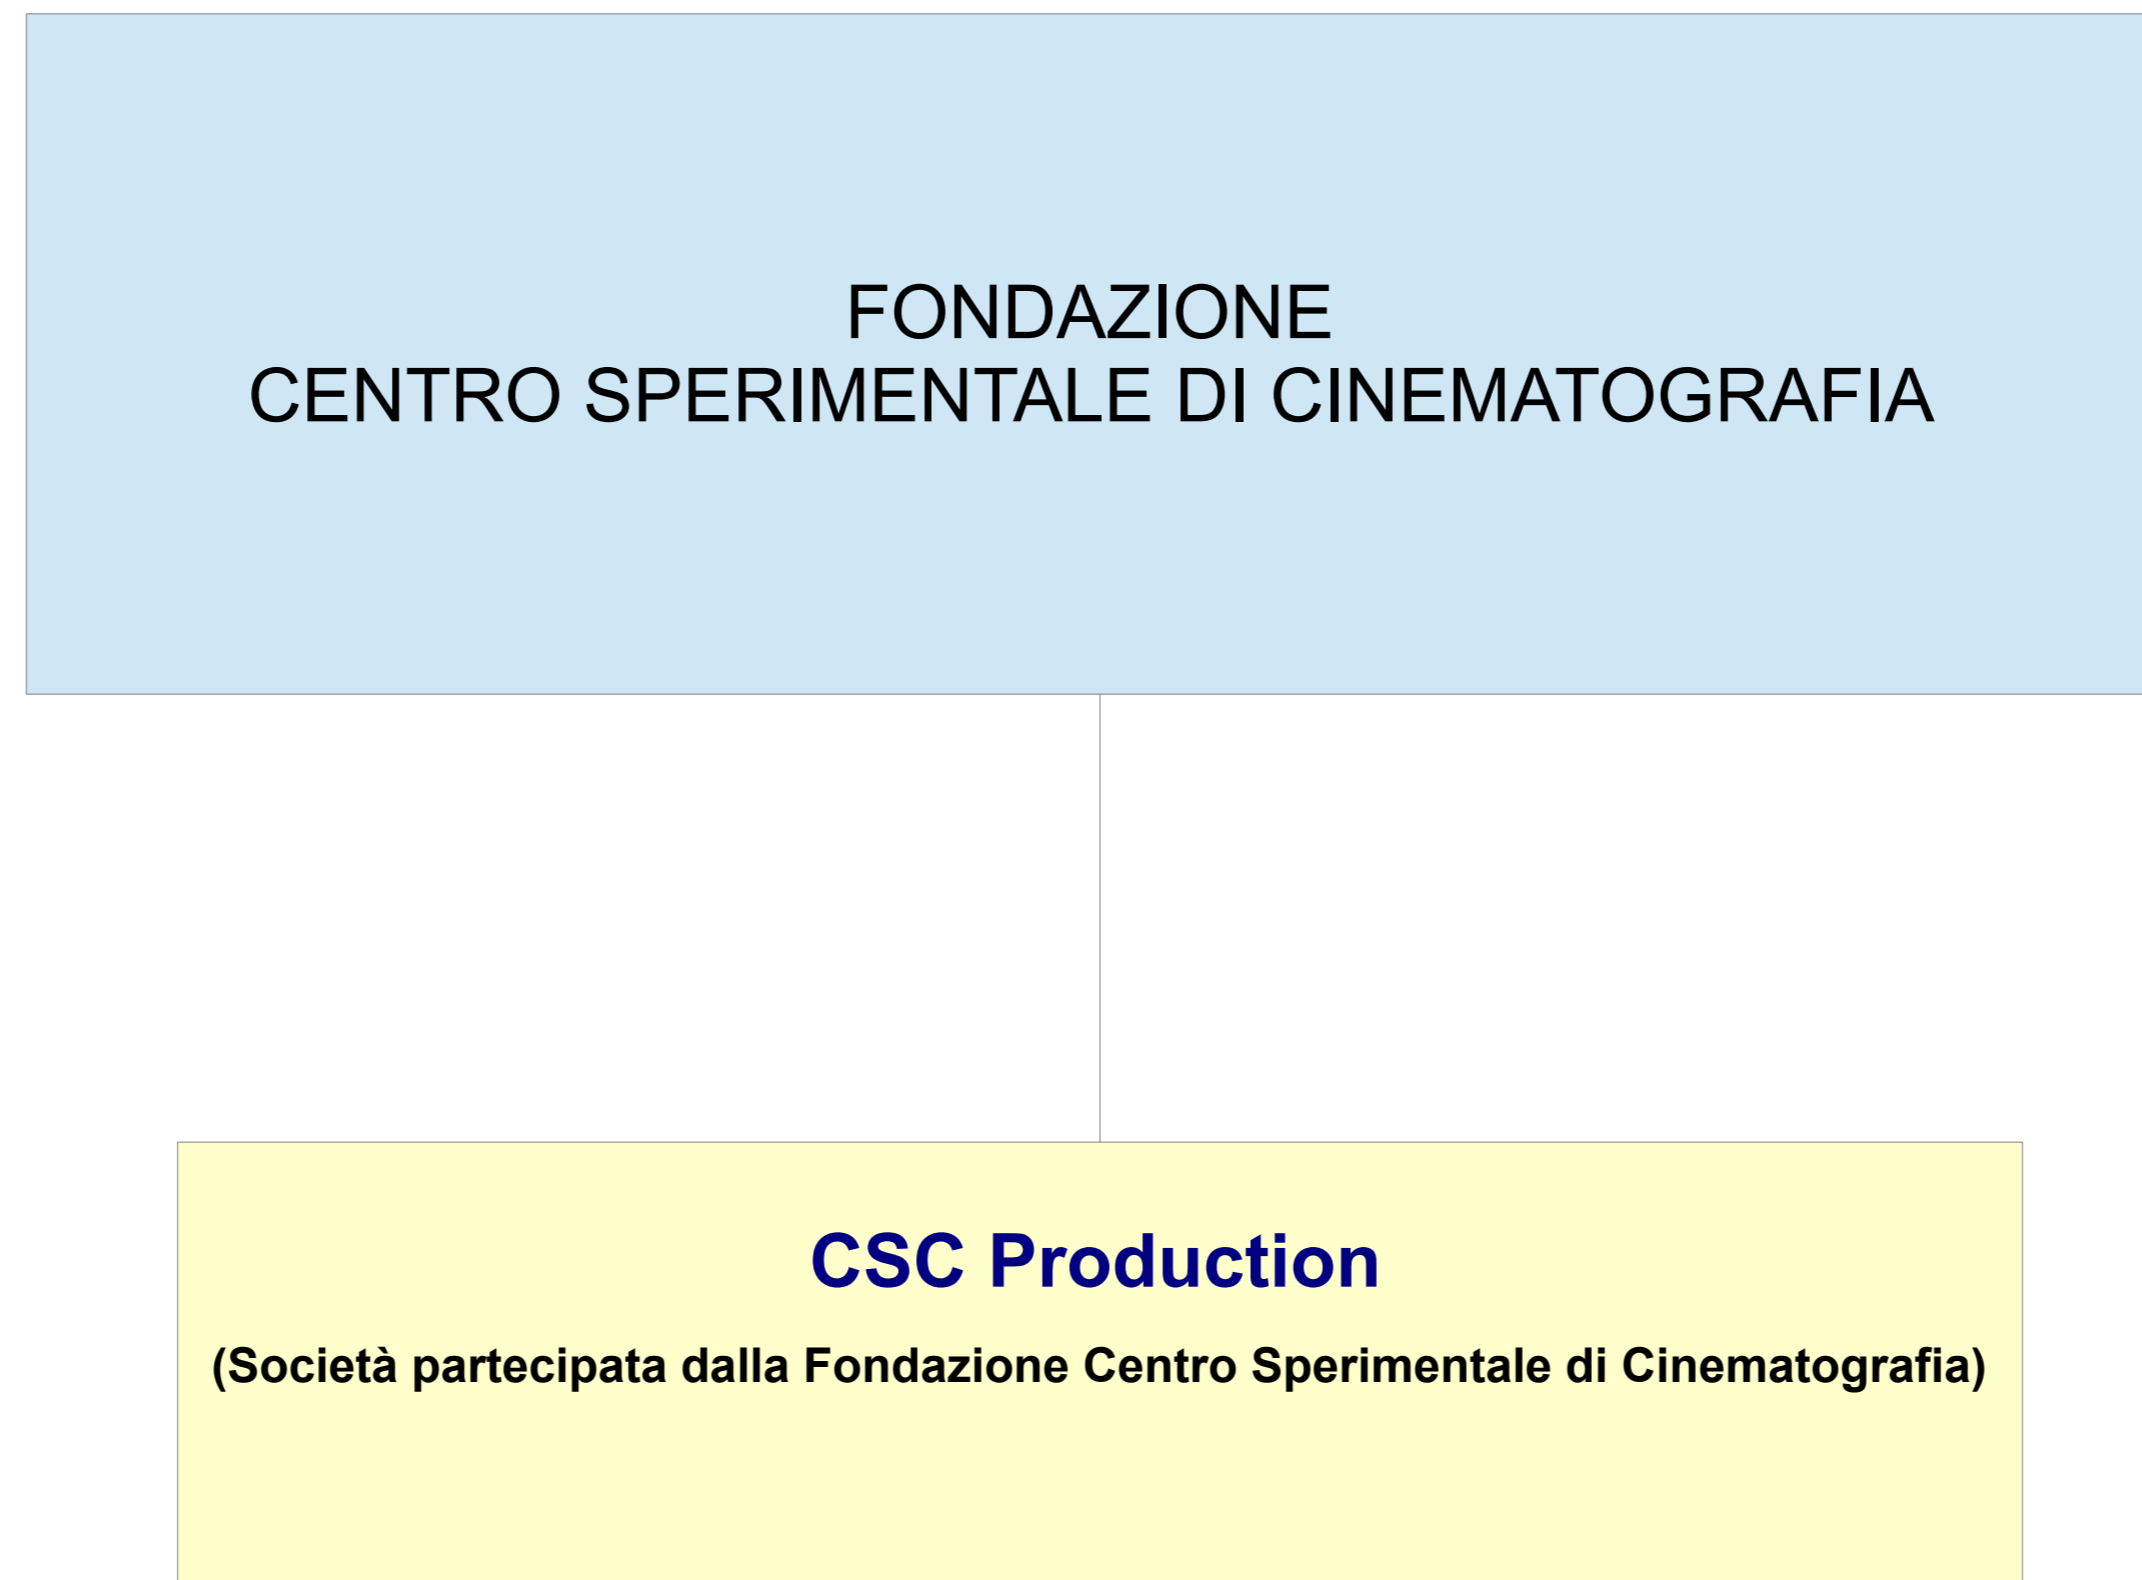 FONDAZIONE
CENTRO SPERIMENTALE DI CINEMATOGRAFIA
CSC Production
(Società partecipata dalla Fondazione Centro Sperimentale di Cinematografia)